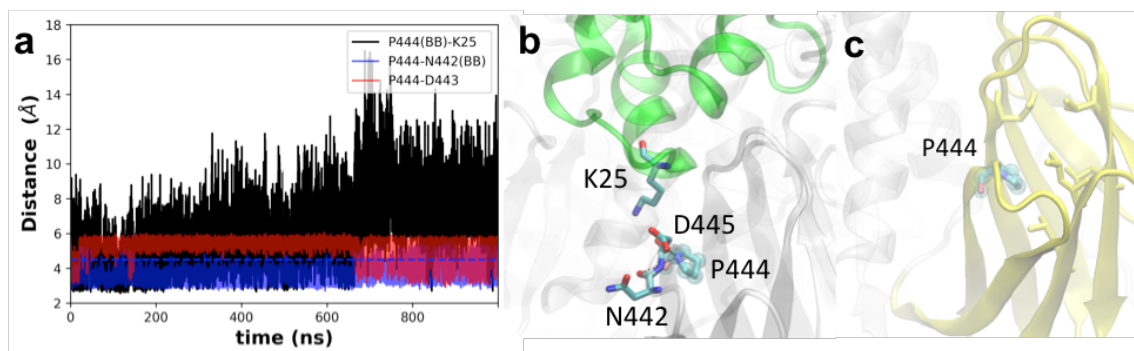 a
18
16
14
12
10
8
6
4
2
Distance (Å)
P444(BB)-K25
P444-N442(BB)
P444-D443
0
200
400
600
800
time (ns)
b
K25
D445
P444
N442
c
P444